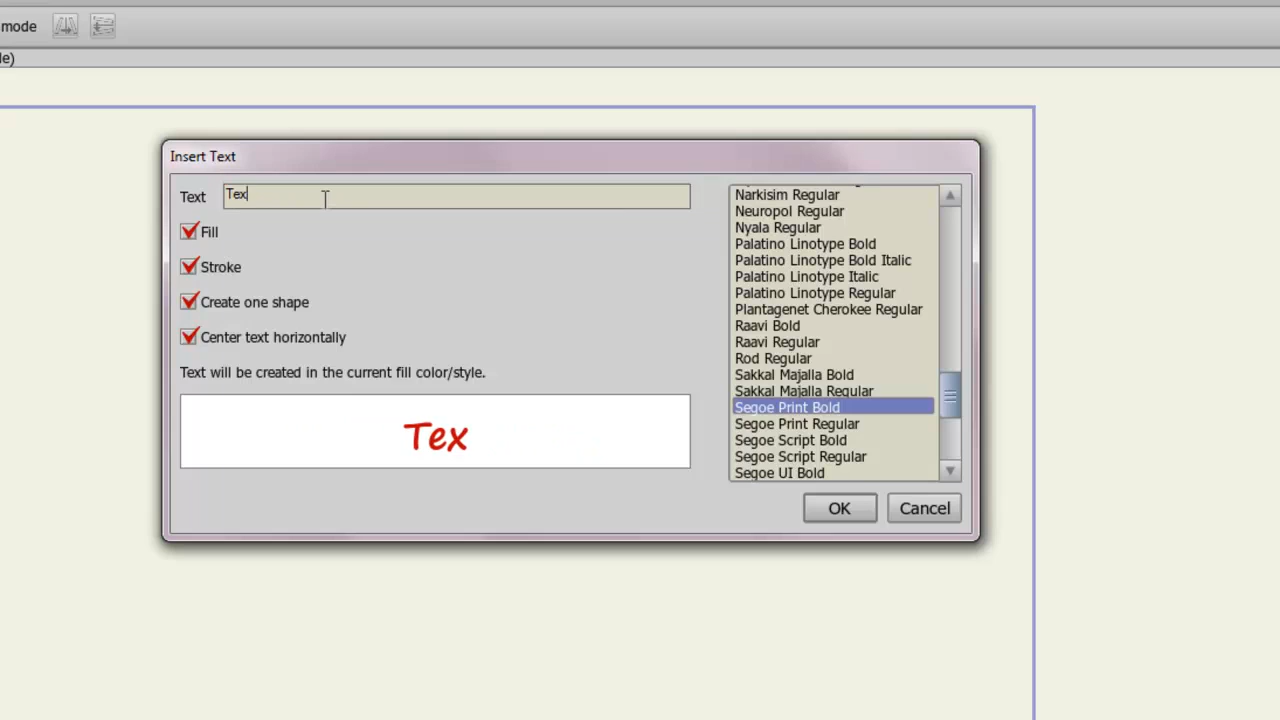 mode
le)
Insert Text
Text
Tex
Fill
Stroke
Create one shape
Center text horizontally
Text will be created in the current fill color/style.
Tex
Narkisim Regular
Neuropol Regular
Nyala Regular
Palatino Linotype Bold
Palatino Linotype Bold Italic
Palatino Linotype Italic
Palatino Linotype Regular
Plantagenet Cherokee Regular
Raavi Bold
Raavi Regular
Rod Regular
Sakkal Majalla Bold
Sakkal Majalla Regular
Segoe Print Bold
Segoe Print Regular
Segoe Script Bold
Segoe Script Regular
Segoe UI Bold
OK
Cancel